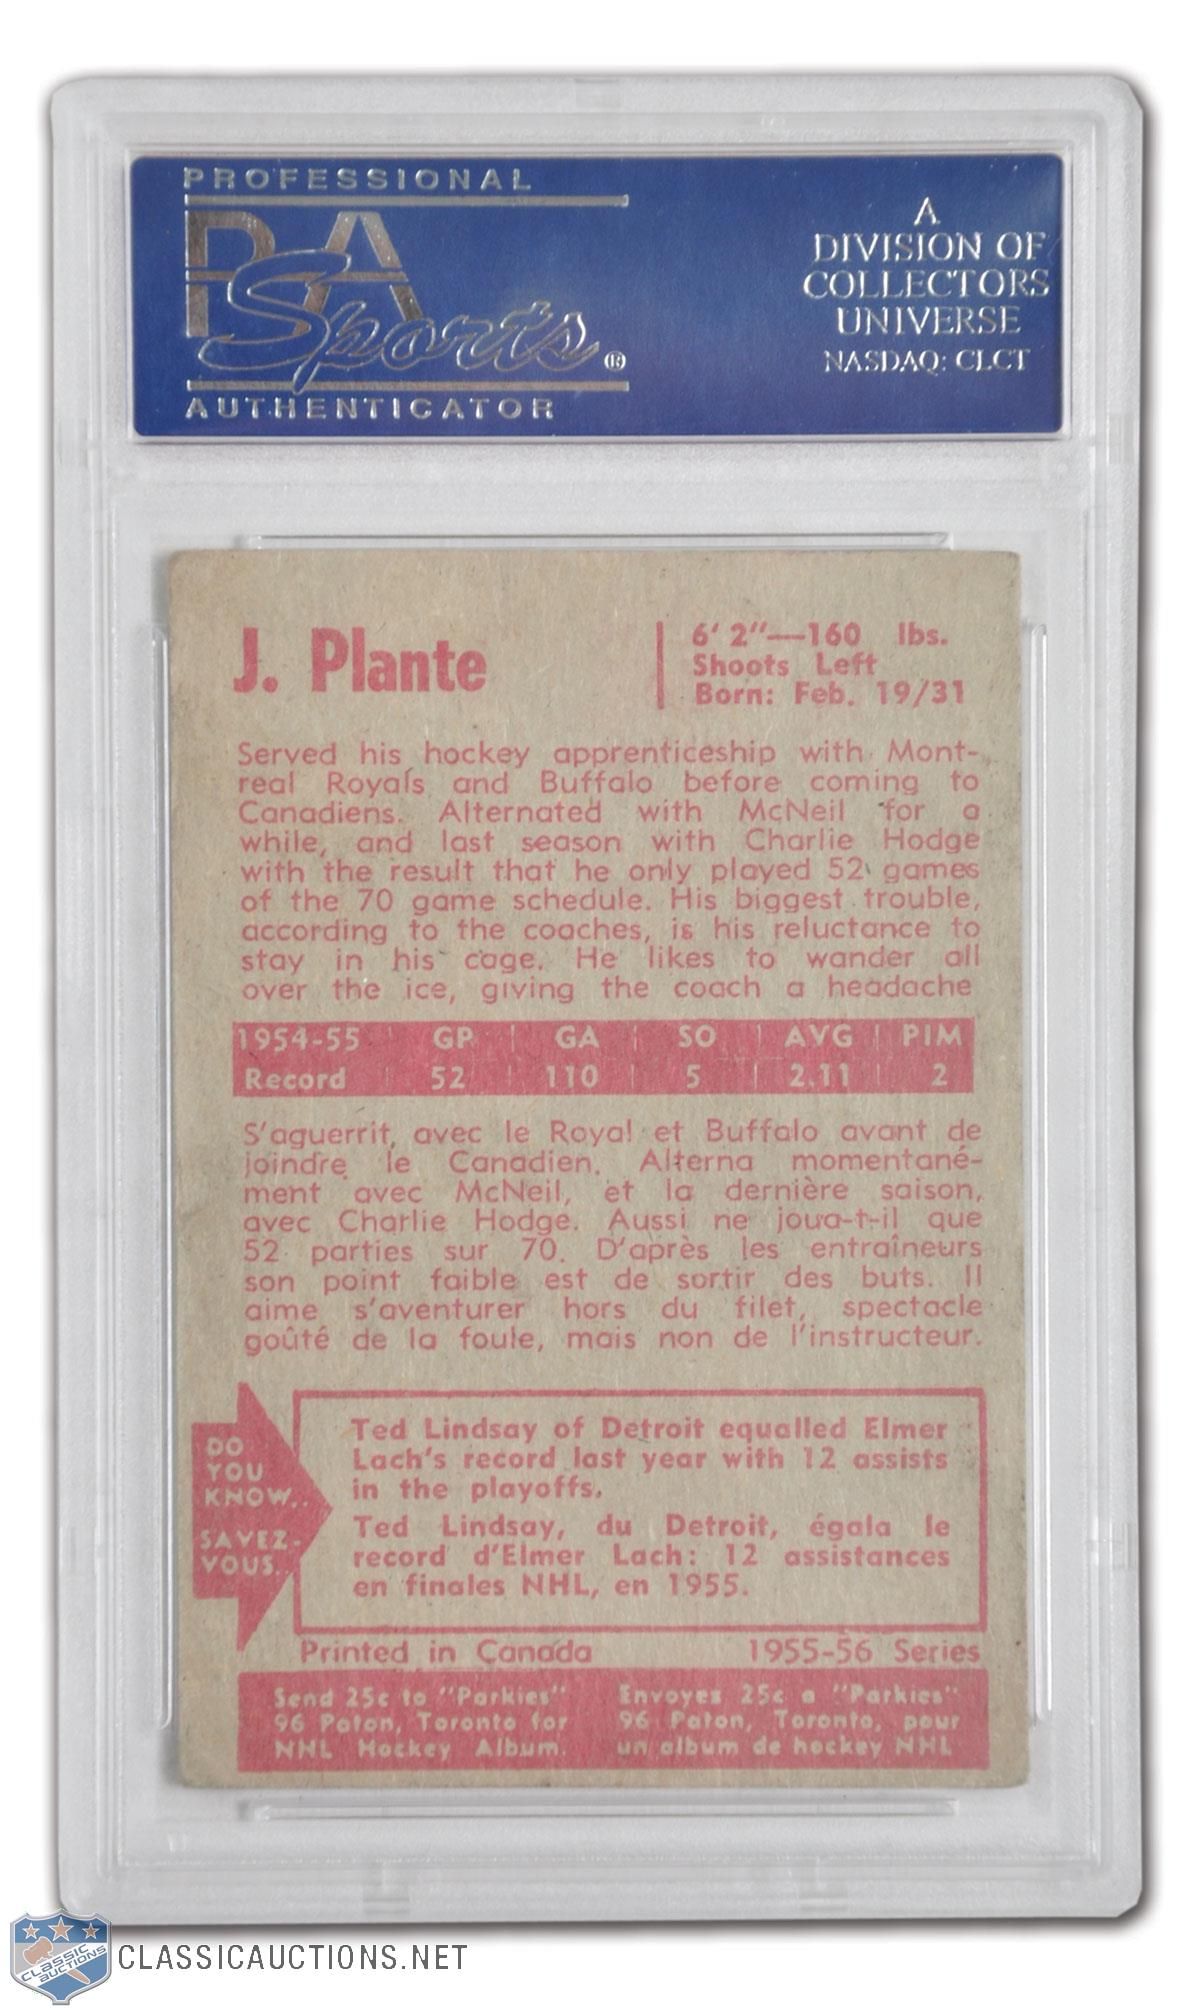 PROFESSIONAL
PSA
Sports®
AUTHENTICATOR
A
DIVISION OF
COLLECTORS
UNIVERSE
NASDAQ: CLCT
J. Plante
6' 2"—160 lbs.
Shoots Left
Born: Feb. 19/31
Served his hockey apprenticeship with Mont-
real Royals and Buffalo before coming to
Canadiens. Alternated with McNeil for a
while, and last season with Charlie Hodge
with the result that he only played 52 games
of the 70 game schedule. His biggest trouble,
according to the coaches, is his reluctance to
stay in his cage. He likes to wander all
over the ice, giving the coach a headache
1954-55 GP GA SO AVG PIM
Record 52 110 5 2.11 2
S'aguerrit avec le Royal et Buffalo avant de
joindre le Canadien. Alterna momentané-
ment avec McNeil, et la dernière saison,
avec Charlie Hodge. Aussi ne joua-t-il que
52 parties sur 70. D'après les entraîneurs
son point faible est de sortir des buts. Il
aime s'aventurer hors du filet, spectacle
goûté de la foule, mais non de l'instructeur.
DO
YOU
KNOW..
SAVEZ-
VOUS..
Ted Lindsay of Detroit equalled Elmer
Lach's record last year with 12 assists
in the playoffs.
Ted Lindsay, du Detroit, égala le
record d'Elmer Lach: 12 assistances
en finales NHL, en 1955.
Printed in Canada 1955-56 Series
Send 25c to "Parkies"
96 Paton, Toronto for
NHL Hockey Album.
Envoyez 25c a "Parkies"
96 Paton, Toronto, pour
un album de hockey NHL
CLASSIC
AUCTIONS
CLASSICAUCTIONS.NET